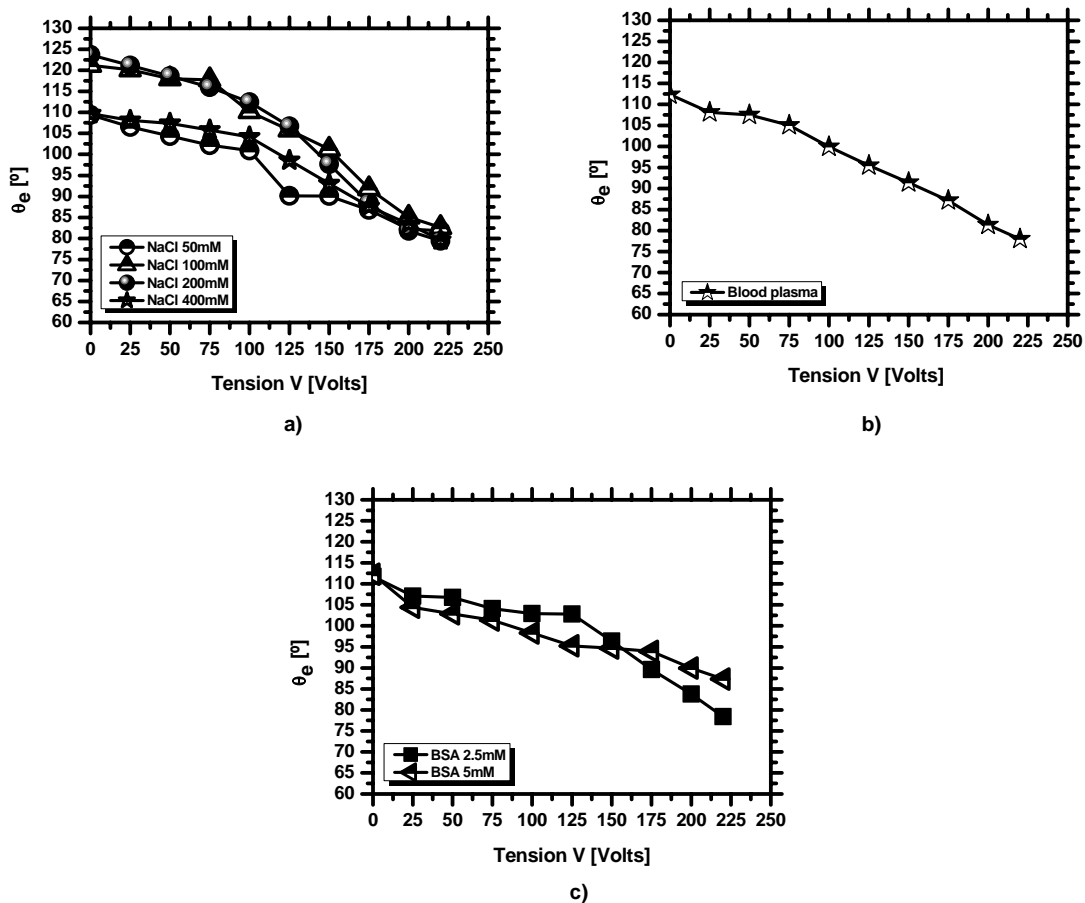 130
125
120
115
110
105
100
95
90
85
80
75
70
65
60
θe [º]
NaCl 50mM
NaCl 100mM
NaCl 200mM
NaCl 400mM
0 25 50 75 100 125 150 175 200 225 250
Tension V [Volts]
a)
130
125
120
115
110
105
100
95
90
85
80
75
70
65
60
θe [º]
Blood plasma
0 25 50 75 100 125 150 175 200 225 250
Tension V [Volts]
b)
130
125
120
115
110
105
100
95
90
85
80
75
70
65
60
θe [º]
BSA 2.5mM
BSA 5mM
0 25 50 75 100 125 150 175 200 225 250
Tension V [Volts]
c)